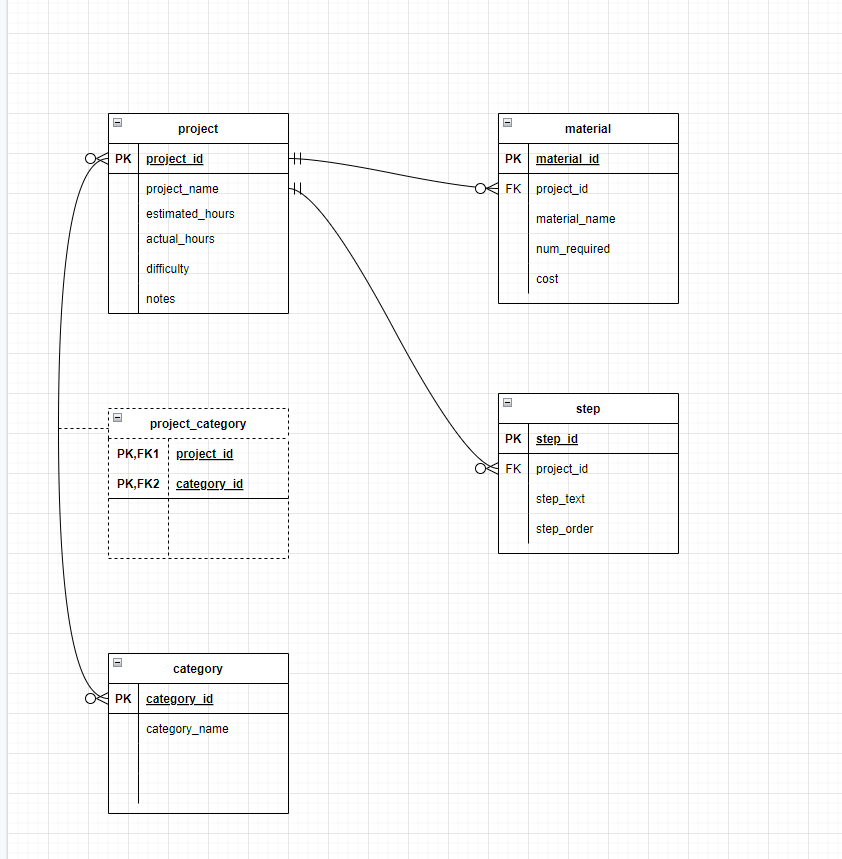 project
PK project_id
project_name
estimated_hours
actual_hours
difficulty
notes
material
PK material_id
FK project_id
material_name
num_required
cost
project_category
PK,FK1 project_id
PK,FK2 category_id
step
PK step_id
FK project_id
step_text
step_order
category
PK category_id
category_name